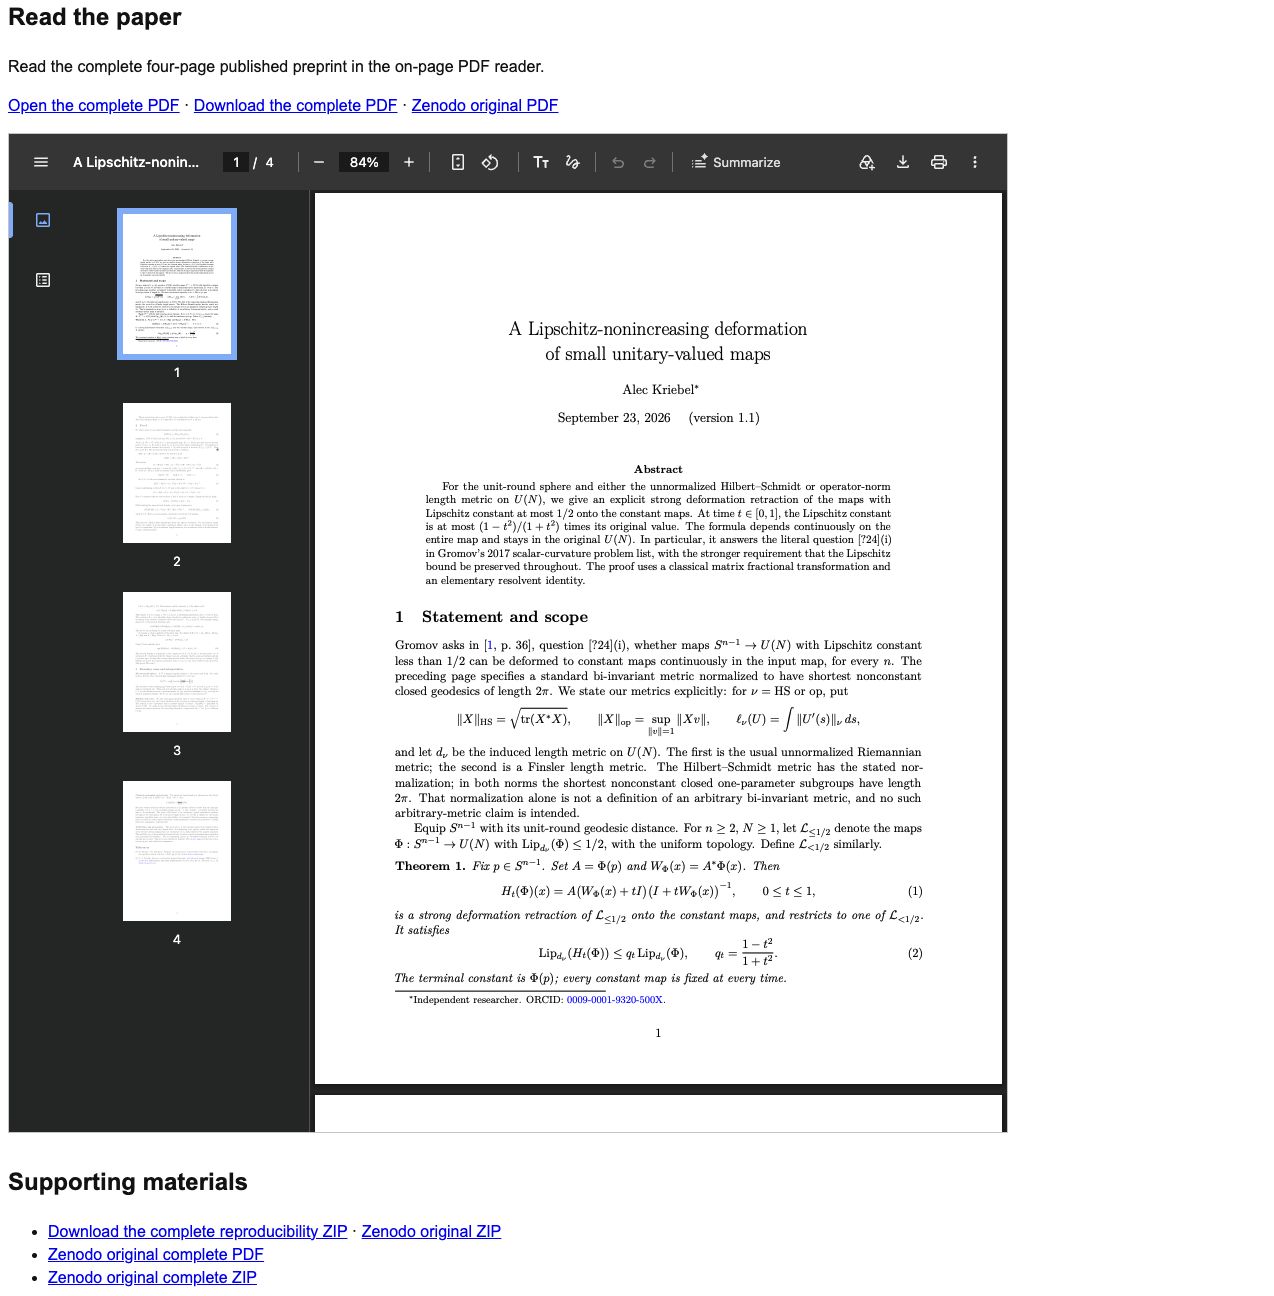 Read the paper
Read the complete four-page published preprint in the on-page PDF reader.
Open the complete PDF · Download the complete PDF · Zenodo original PDF
A Lipschitz-nonin...
1 / 4
84%
Summarize
1
2
3
4
A Lipschitz-nonincreasing deformation
of small unitary-valued maps
Alec Kriebel*
September 23, 2026 (version 1.1)
Abstract
For the unit-round sphere and either the unnormalized Hilbert–Schmidt or operator-norm
length metric on U(N), we give an explicit strong deformation retraction of the maps with
Lipschitz constant at most 1/2 onto the constant maps. At time t ∈ [0, 1], the Lipschitz constant
is at most (1 − t²)/(1 + t²) times its original value. The formula depends continuously on the
entire map and stays in the original U(N). In particular, it answers the literal question [?24](i)
in Gromov's 2017 scalar-curvature problem list, with the stronger requirement that the Lipschitz
bound be preserved throughout. The proof uses a classical matrix fractional transformation and
an elementary resolvent identity.
1 Statement and scope
Gromov asks in [1, p. 36], question [?24](i), whether maps Sⁿ⁻¹ → U(N) with Lipschitz constant
less than 1/2 can be deformed to constant maps continuously in the input map, for every n. The
preceding page specifies a standard bi-invariant metric normalized to have shortest nonconstant
closed geodesics of length 2π. We state our metrics explicitly: for ν = HS or op, put
‖X‖_HS = √tr(X*X), ‖X‖_op = sup_{‖v‖=1} ‖Xv‖, ℓ_ν(U) = ∫ ‖U′(s)‖_ν ds,
and let d_ν be the induced length metric on U(N). The first is the usual unnormalized Riemannian
metric; the second is a Finsler length metric. The Hilbert–Schmidt metric has the stated nor-
malization; in both norms the shortest nonconstant closed one-parameter subgroups have length
2π. That normalization alone is not a definition of an arbitrary bi-invariant metric, and no such
arbitrary-metric claim is intended.
Equip Sⁿ⁻¹ with its unit-round geodesic distance. For n ≥ 2, N ≥ 1, let 𝓛_{≤1/2} denote the maps
Φ : Sⁿ⁻¹ → U(N) with Lip_{d_ν}(Φ) ≤ 1/2, with the uniform topology. Define 𝓛_{<1/2} similarly.
Theorem 1. Fix p ∈ Sⁿ⁻¹. Set A = Φ(p) and W_Φ(x) = A*Φ(x). Then
H_t(Φ)(x) = A(W_Φ(x) + tI)(I + tW_Φ(x))⁻¹, 0 ≤ t ≤ 1, (1)
is a strong deformation retraction of 𝓛_{≤1/2} onto the constant maps, and restricts to one of 𝓛_{<1/2}.
It satisfies
Lip_{d_ν}(H_t(Φ)) ≤ q_t Lip_{d_ν}(Φ), q_t = (1 − t²)/(1 + t²). (2)
The terminal constant is Φ(p); every constant map is fixed at every time.
*Independent researcher. ORCID: 0009-0001-9320-500X.
1
Supporting materials
• Download the complete reproducibility ZIP · Zenodo original ZIP
• Zenodo original complete PDF
• Zenodo original complete ZIP